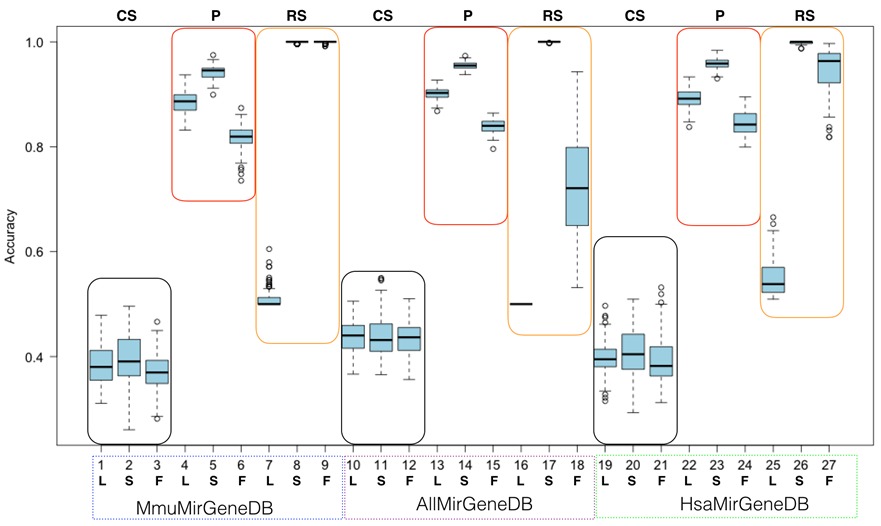 CS P RS CS P RS CS P RS
1.0
0.8
0.6
0.4
Accuracy
1 2 3 4 5 6 7 8 9 10 11 12 13 14 15 16 17 18 19 20 21 22 23 24 25 26 27
L S F L S F L S F L S F L S F L S F L S F L S F L S F
MmuMirGeneDB AllMirGeneDB HsaMirGeneDB